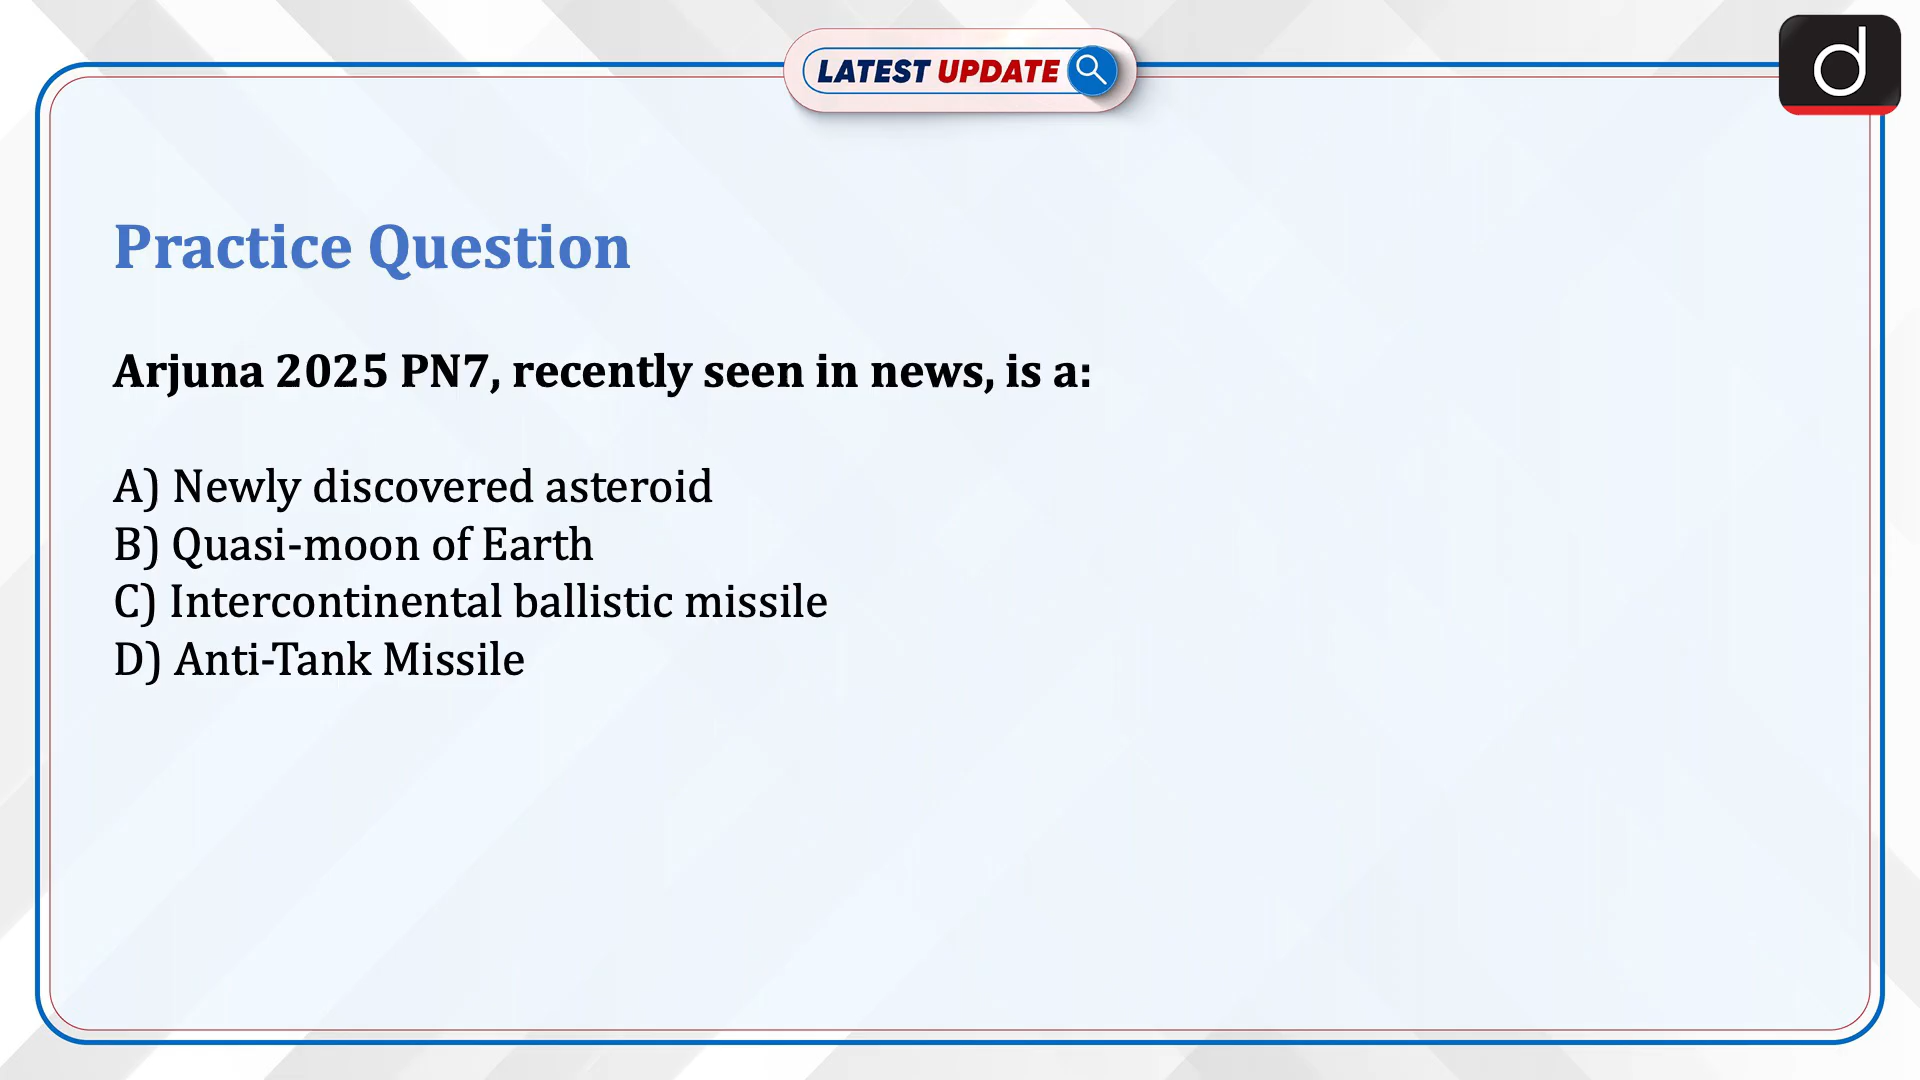 LATEST UPDATE
d
Practice Question
Arjuna 2025 PN7, recently seen in news, is a:
A) Newly discovered asteroid
B) Quasi-moon of Earth
C) Intercontinental ballistic missile
D) Anti-Tank Missile